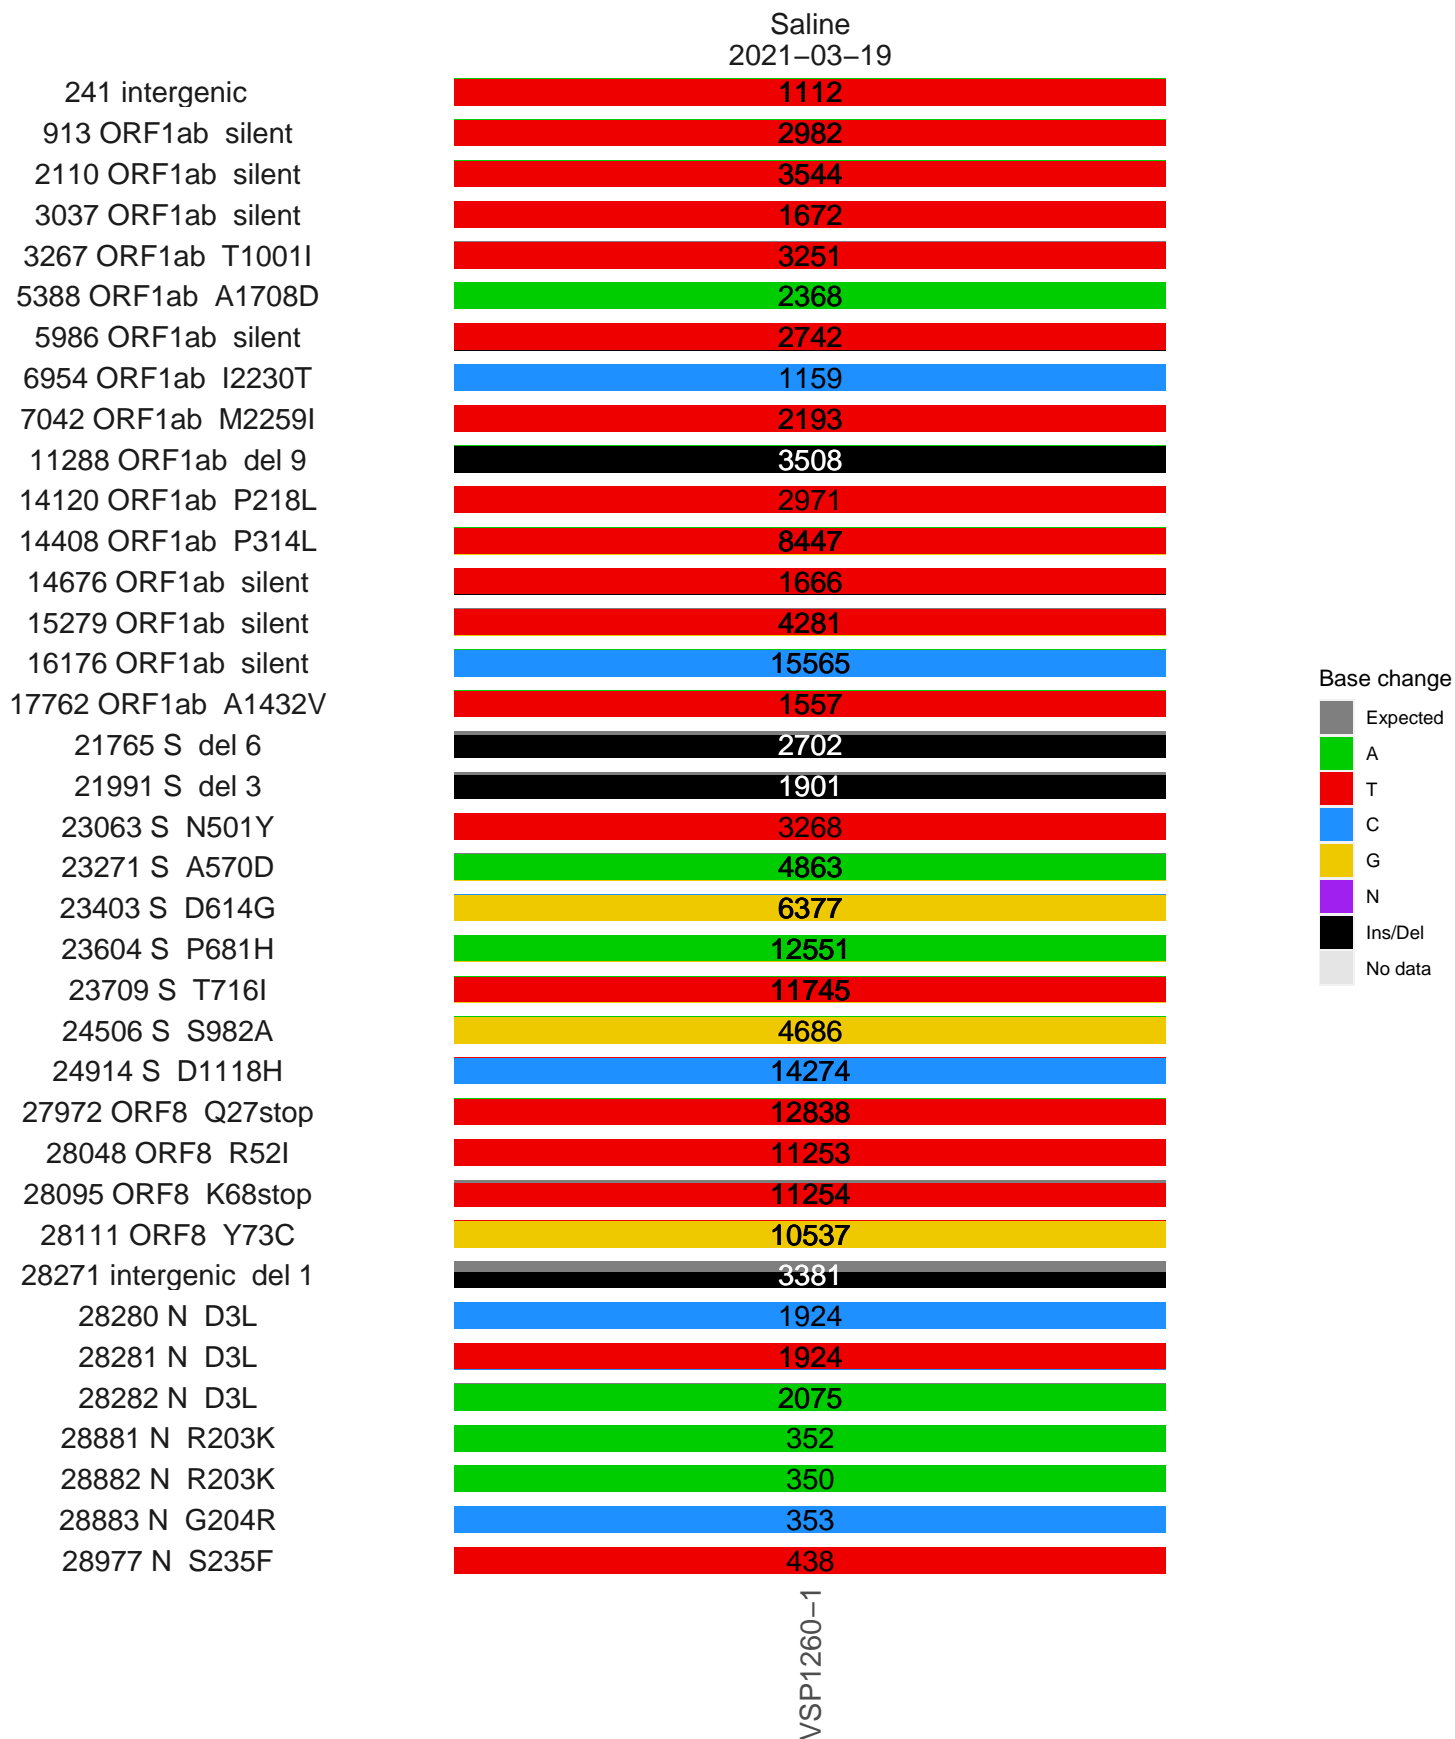 Saline
2021−03−19
241 intergenic 1112
913 ORF1ab silent 2982
2110 ORF1ab silent 3544
3037 ORF1ab silent 1672
3267 ORF1ab T1001I 3251
5388 ORF1ab A1708D 2368
5986 ORF1ab silent 2742
6954 ORF1ab I2230T 1159
7042 ORF1ab M2259I 2193
11288 ORF1ab del 9 3508
14120 ORF1ab P218L 2971
14408 ORF1ab P314L 8447
14676 ORF1ab silent 1666
15279 ORF1ab silent 4281
16176 ORF1ab silent 15565
17762 ORF1ab A1432V 1557
21765 S del 6 2702
21991 S del 3 1901
23063 S N501Y 3268
23271 S A570D 4863
23403 S D614G 6377
23604 S P681H 12551
23709 S T716I 11745
24506 S S982A 4686
24914 S D1118H 14274
27972 ORF8 Q27stop 12838
28048 ORF8 R52I 11253
28095 ORF8 K68stop 11254
28111 ORF8 Y73C 10537
28271 intergenic del 1 3381
28280 N D3L 1924
28281 N D3L 1924
28282 N D3L 2075
28881 N R203K 352
28882 N R203K 350
28883 N G204R 353
28977 N S235F 438
VSP1260−1
Base change
Expected
A
T
C
G
N
Ins/Del
No data